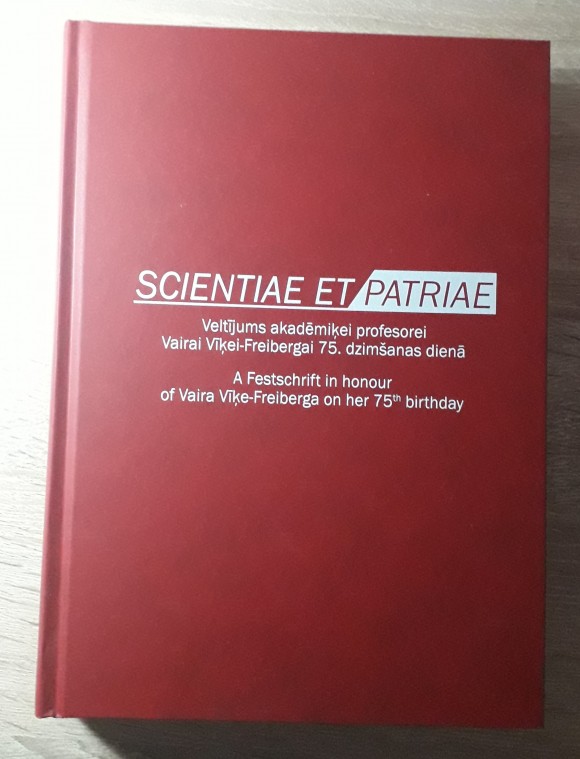 SCIENTIAE ET PATRIAE
Veltījums akadēmiķei profesorei
Vairai Vīķei-Freibergai 75. dzimšanas dienā
A Festschrift in honour
of Vaira Vīķe-Freiberga on her 75th birthday